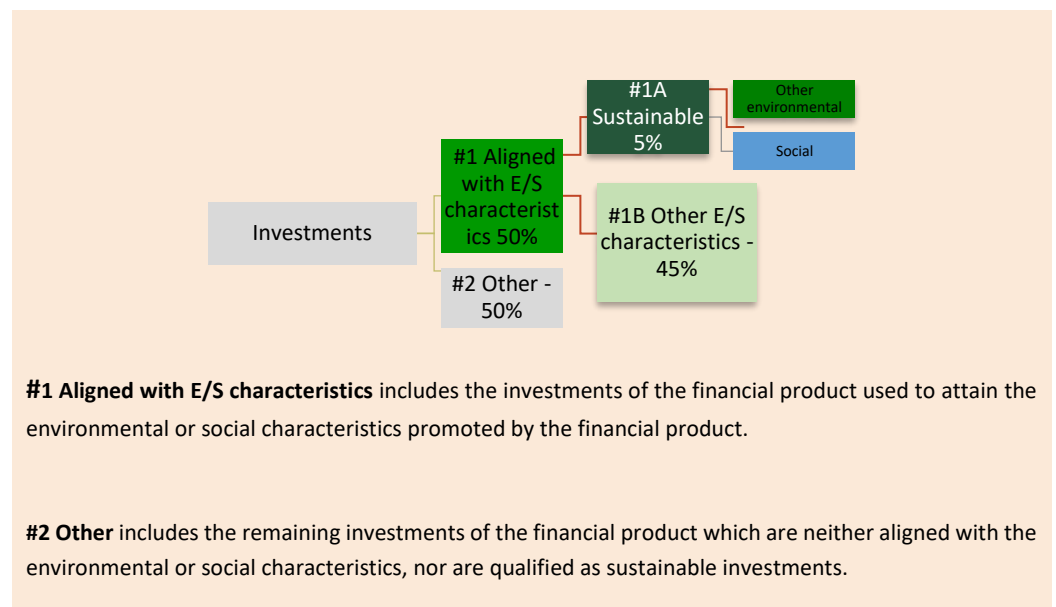 #1A
Sustainable
5%
Other
environmental
Social
#1 Aligned
with E/S
characterist
ics 50%
#1B Other E/S
characteristics -
45%
Investments
#2 Other -
50%
#1 Aligned with E/S characteristics includes the investments of the financial product used to attain the
environmental or social characteristics promoted by the financial product.
#2 Other includes the remaining investments of the financial product which are neither aligned with the
environmental or social characteristics, nor are qualified as sustainable investments.